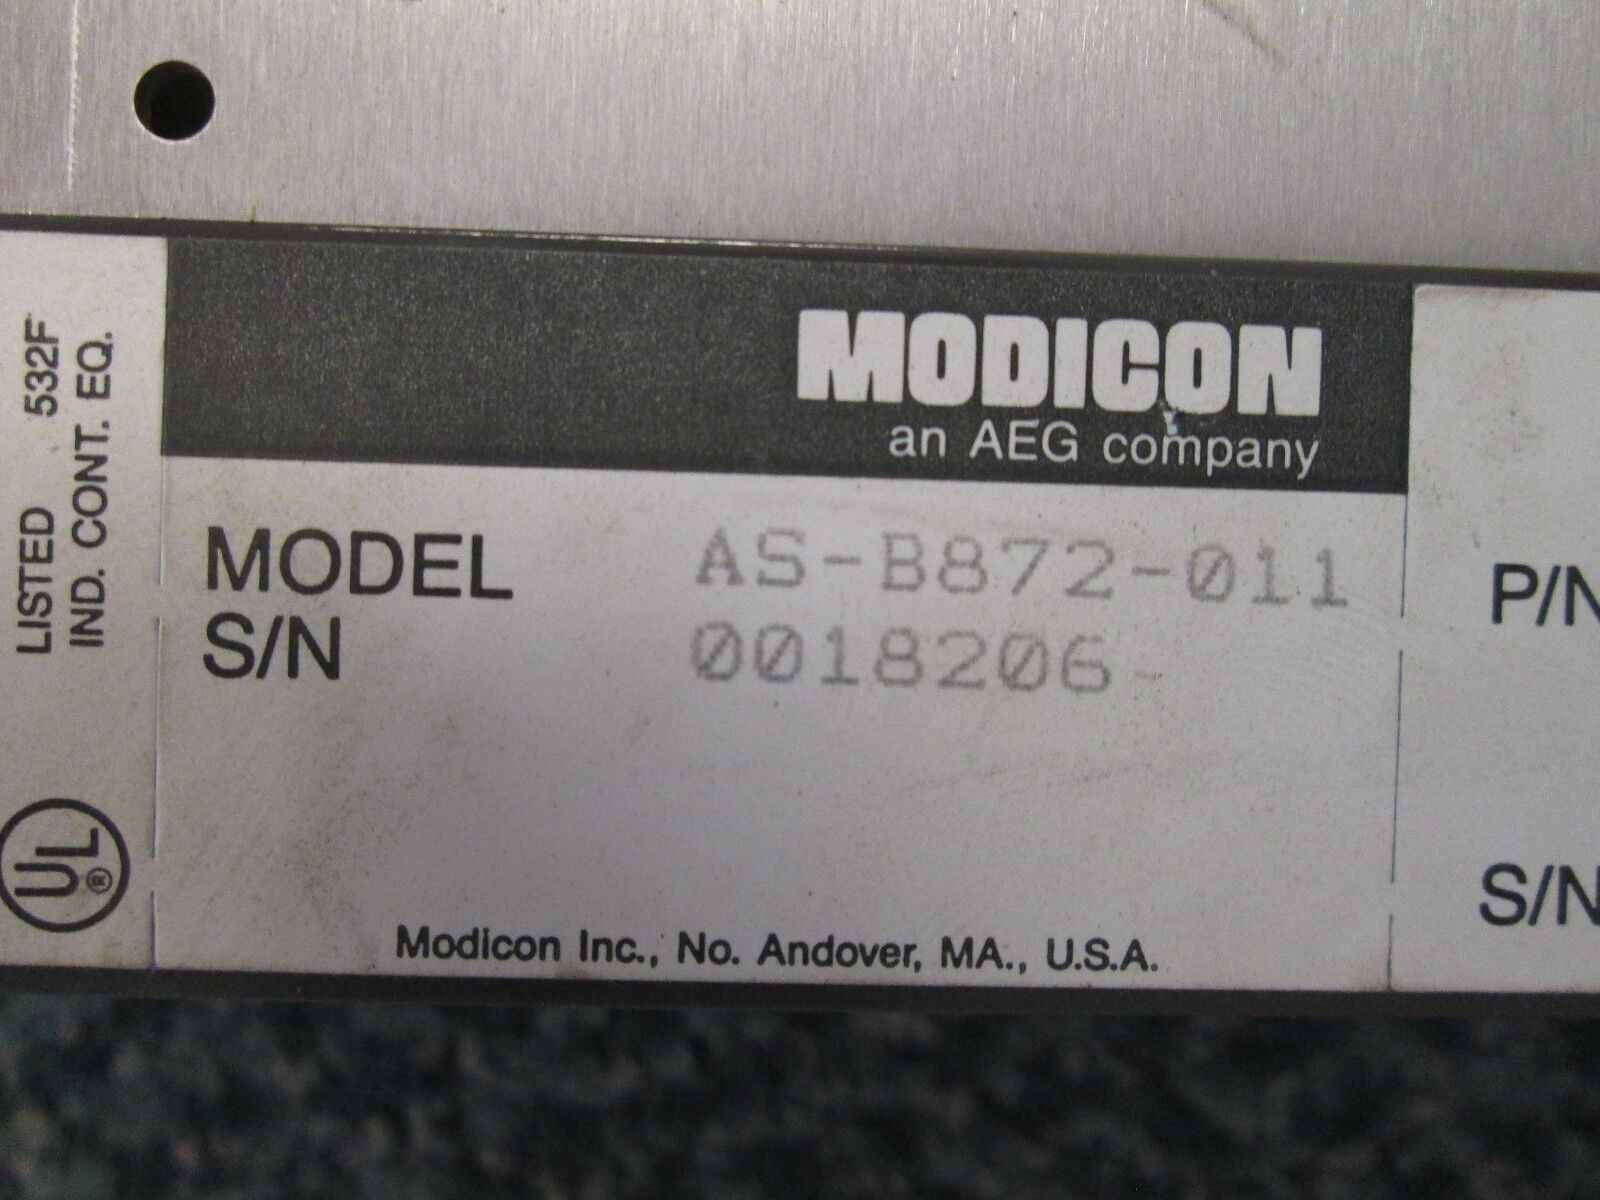 LISTED 532F
IND. CONT. EQ.
UL®
MODICON
an AEG company
MODEL AS-B872-011
S/N 0018206
Modicon Inc., No. Andover, MA., U.S.A.
P/N
S/N